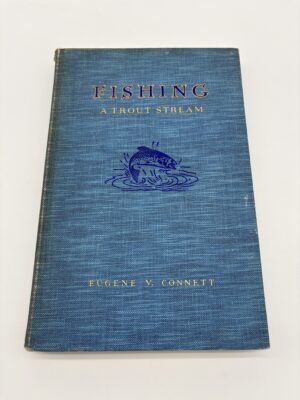 FISHING
A TROUT STREAM
EUGENE V. CONNETT